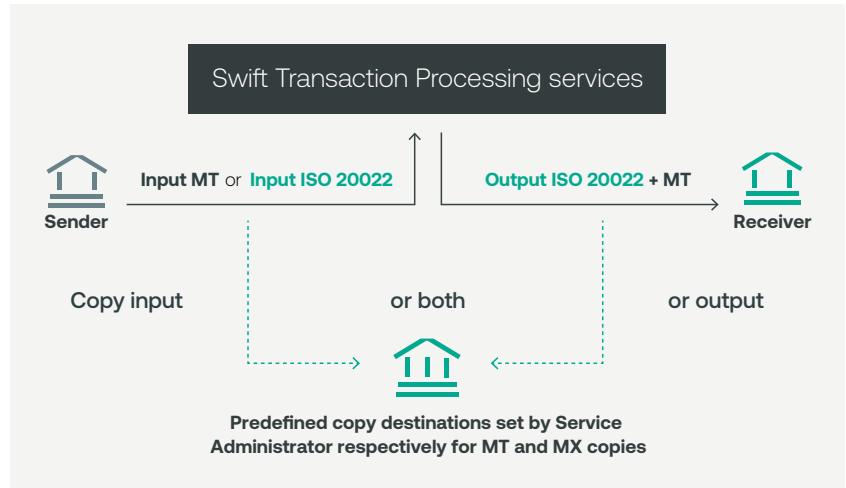 Swift Transaction Processing services
Input MT or Input ISO 20022
Output ISO 20022 + MT
Sender
Receiver
Copy input
or both
or output
Predefined copy destinations set by Service
Administrator respectively for MT and MX copies